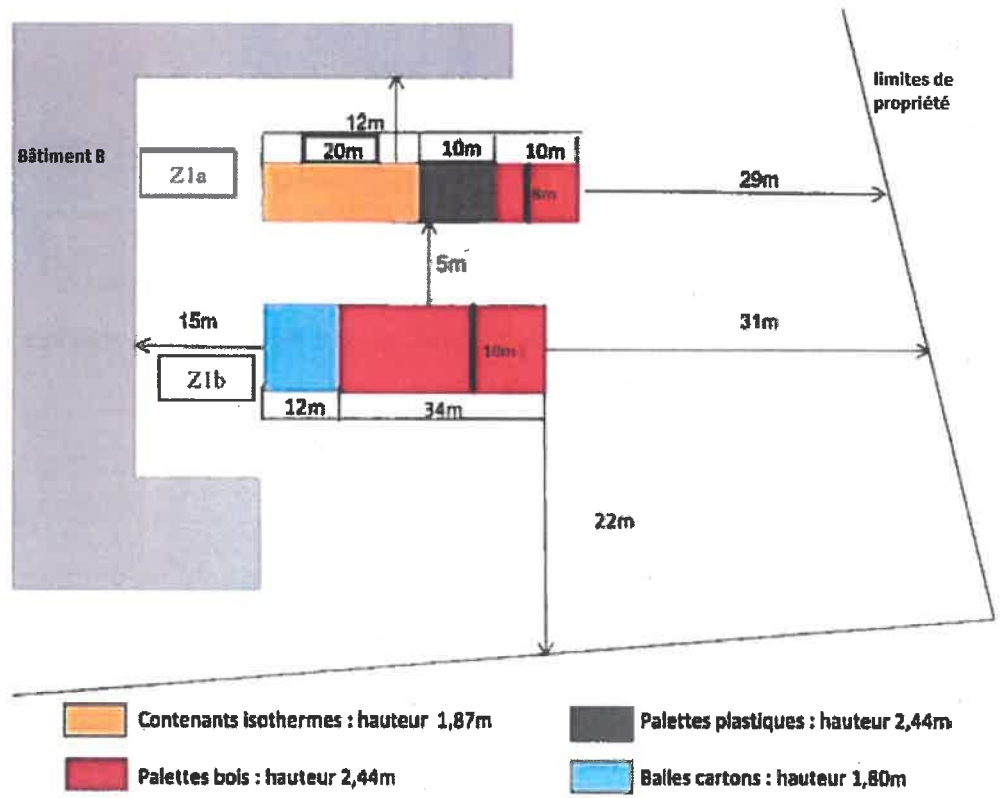 limites de
propriété
12m
20m
10m
10m
Bâtiment B
Z1a
8m
29m
5m
15m
31m
10m
Z1b
12m
34m
22m
Contenants isothermes : hauteur 1,87m
Palettes plastiques : hauteur 2,44m
Palettes bois : hauteur 2,44m
Balles cartons : hauteur 1,80m